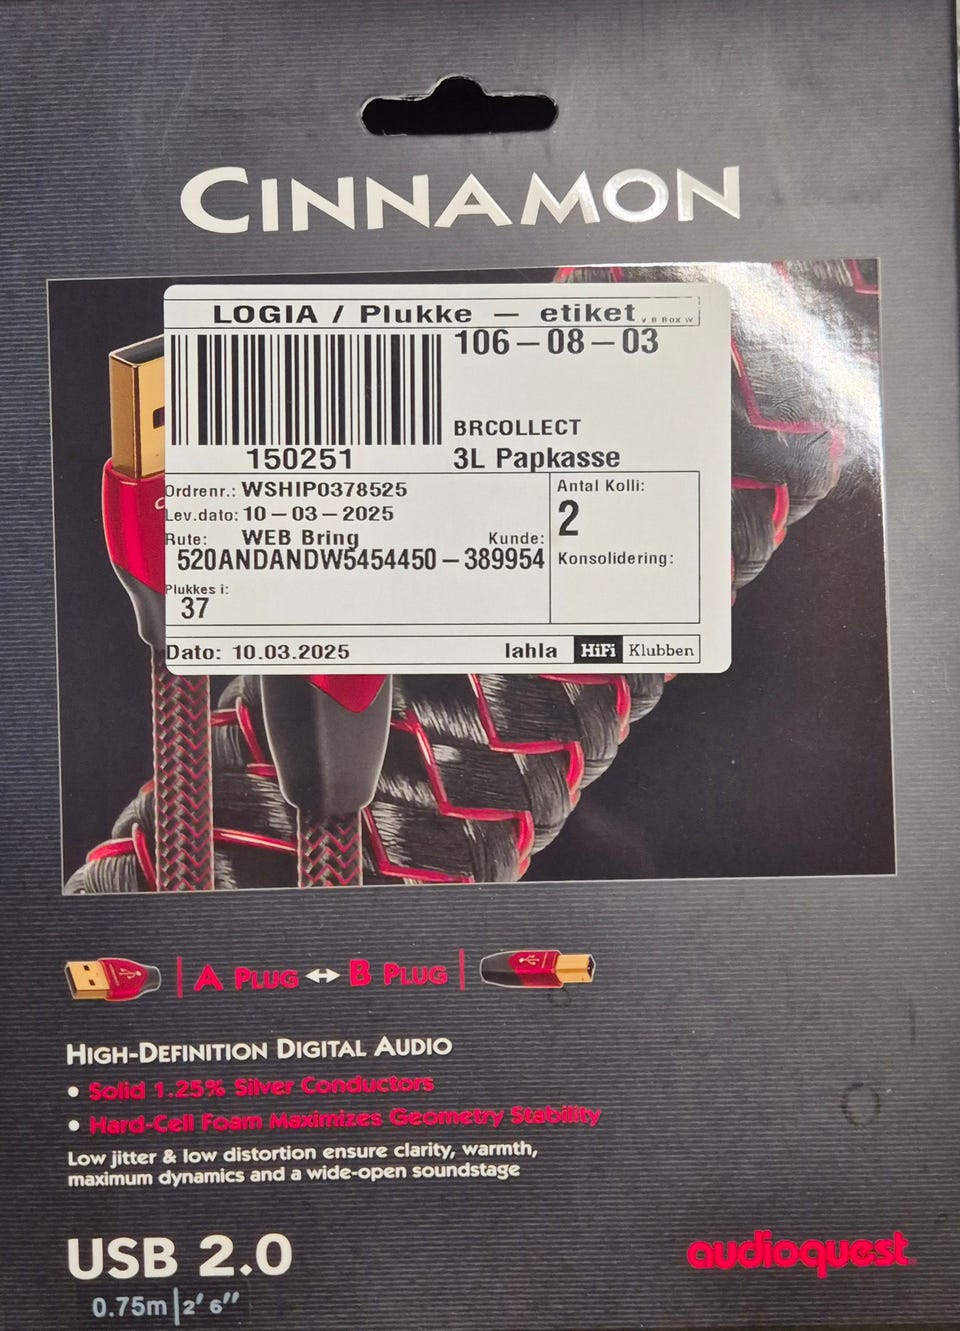 CINNAMON
LOGIA / Plukke – etiket
106-08-03
BRCOLLECT
150251
3L Papkasse
Ordrenr.: WSHIP0378525
Antal Kolli:
Lev.dato: 10-03-2025
2
Rute: WEB Bring Kunde:
520ANDANDW5454450-389954
Konsolidering:
Plukkes i:
37
Dato: 10.03.2025 lahla HiFi Klubben
A PLUG ↔ B PLUG
HIGH-DEFINITION DIGITAL AUDIO
• Solid 1.25% Silver Conductors
• Hard-Cell Foam Maximizes Geometry Stability
Low jitter & low distortion ensure clarity, warmth,
maximum dynamics and a wide-open soundstage
USB 2.0
audioquest
0.75m|2' 6"